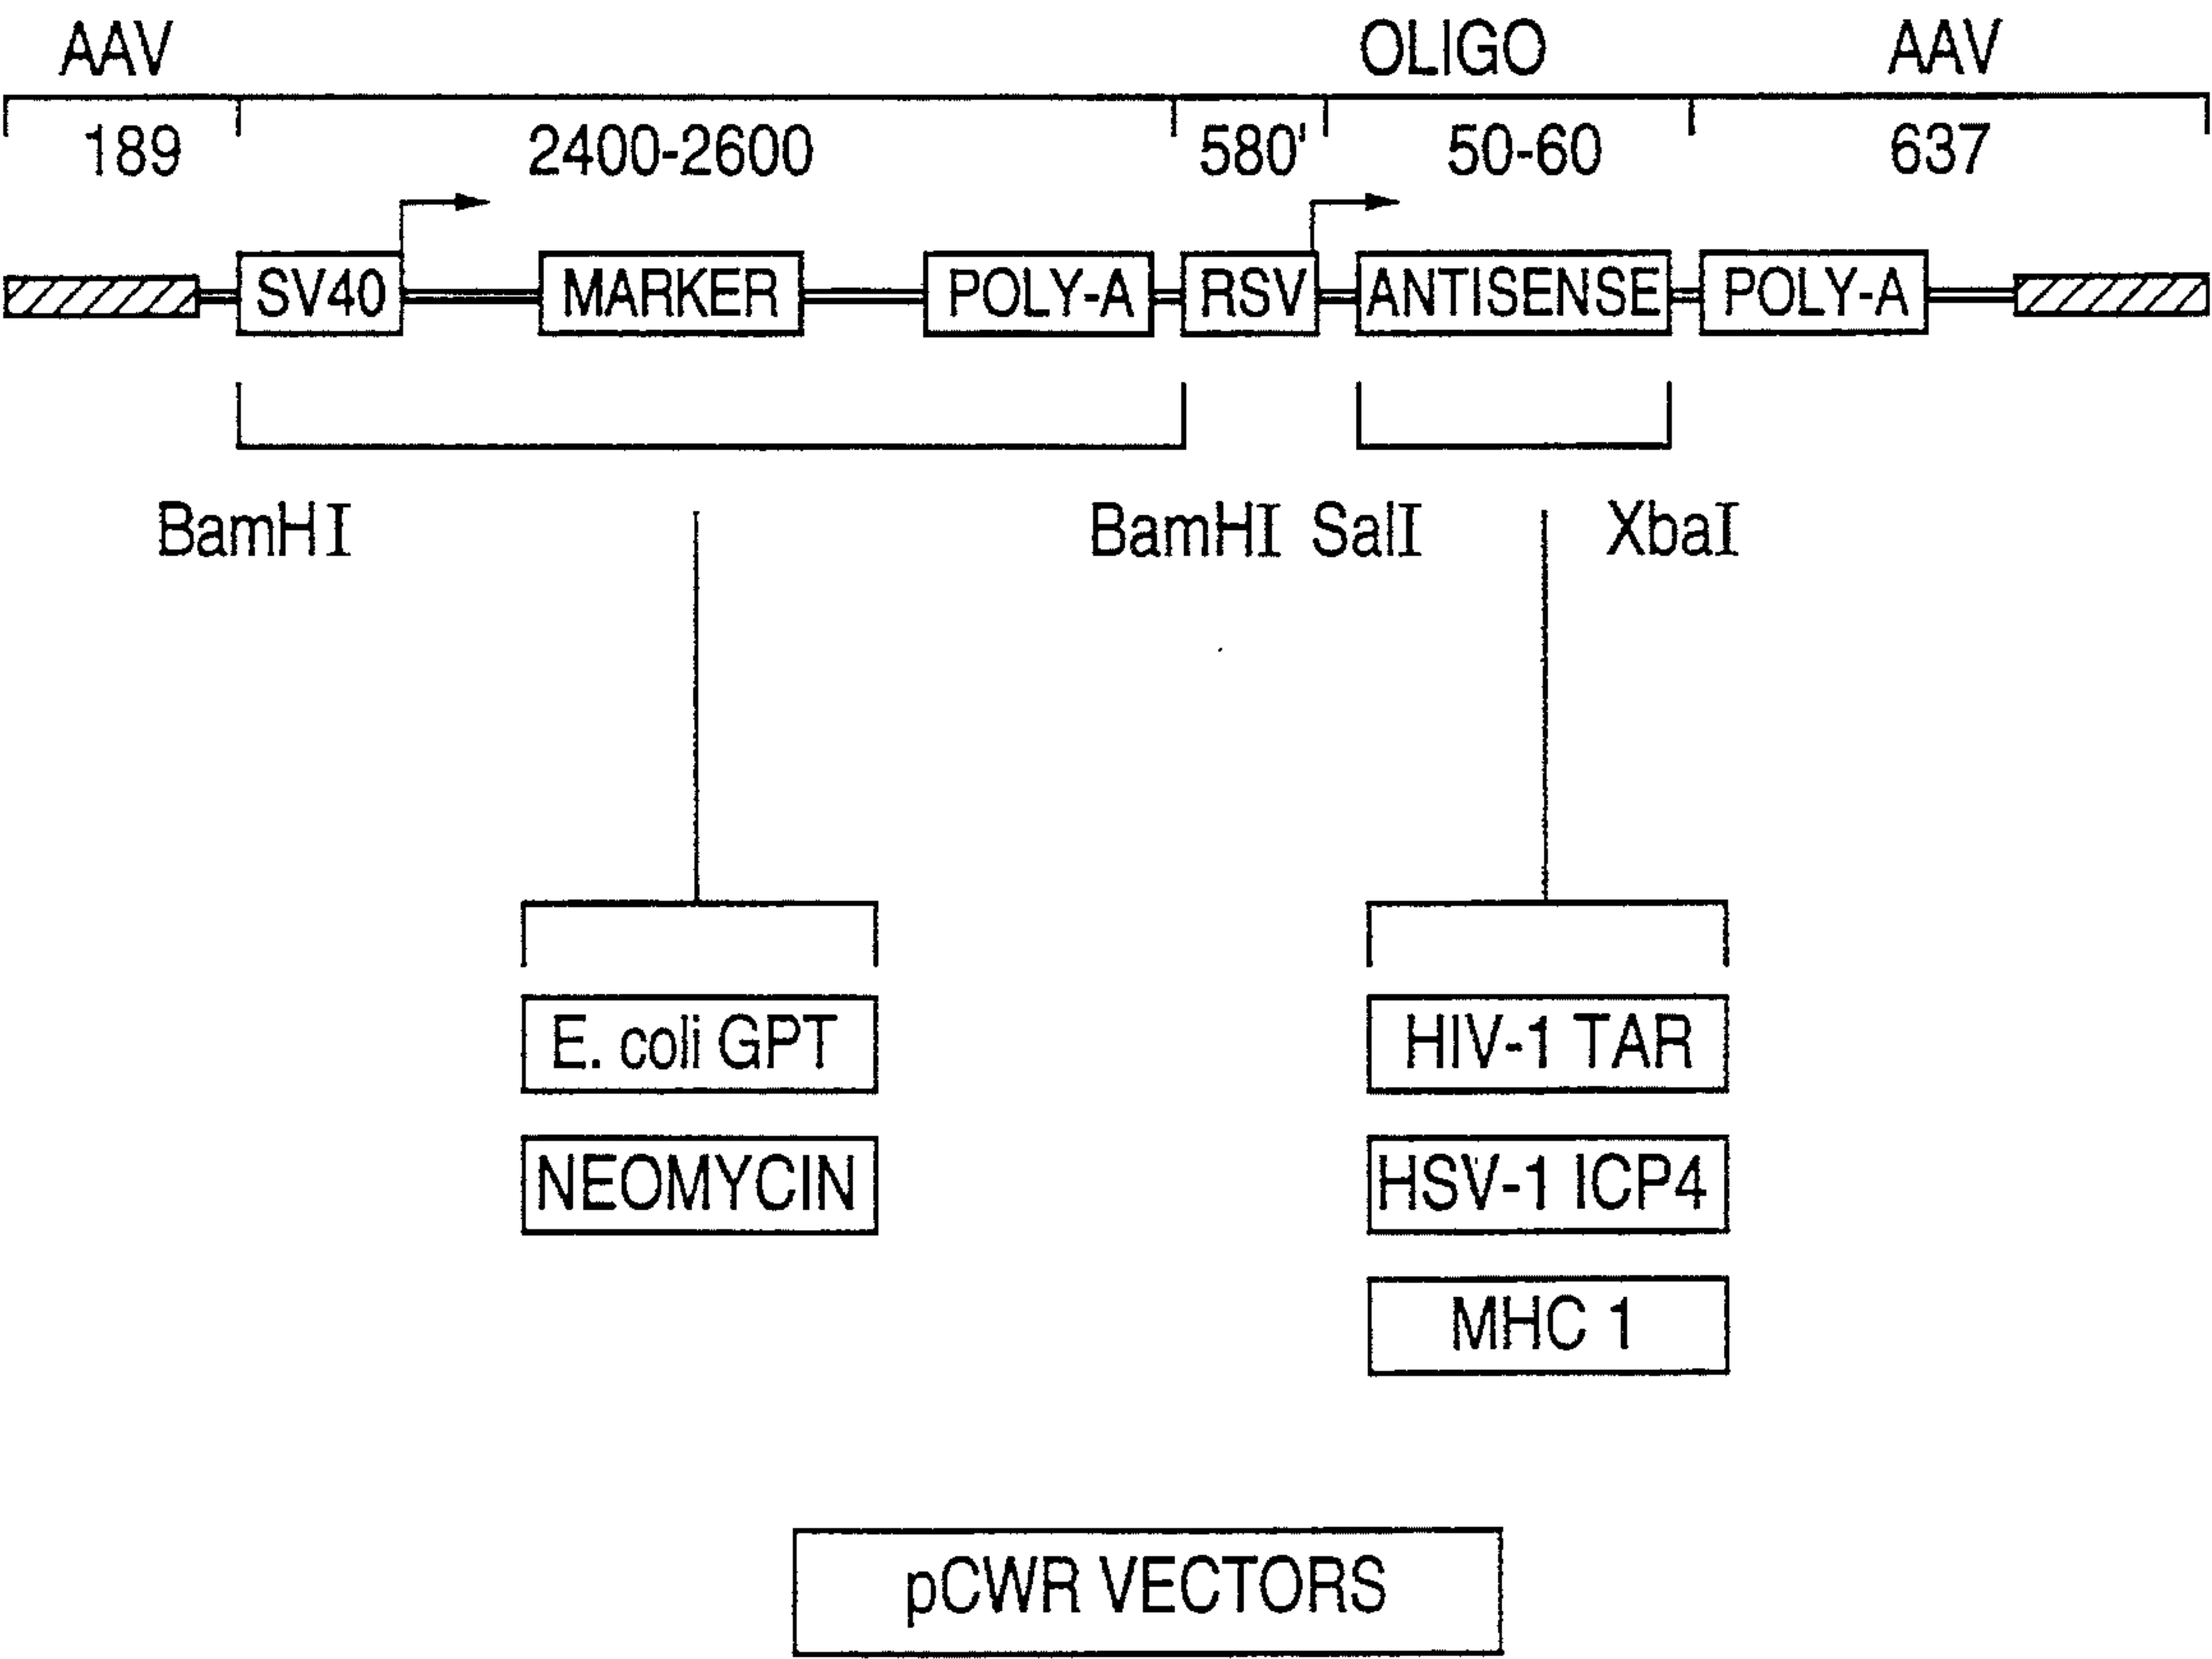 AAV OLIGO AAV
189 2400-2600 580' 50-60 637
SV40 MARKER POLY-A RSV ANTISENSE POLY-A
BamHI BamHI SalI XbaI
E. coli GPT HIV-1 TAR
NEOMYCIN HSV-1 ICP4
MHC 1
pCWR VECTORS